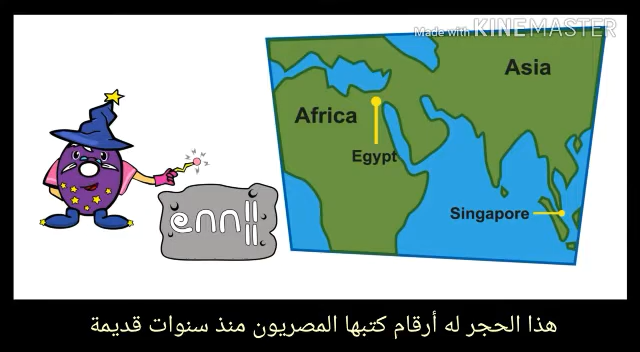 Made with KINEMASTER
Asia
Africa
Egypt
Singapore
هذا الحجر له أرقام كتبها المصريون منذ سنوات قديمة